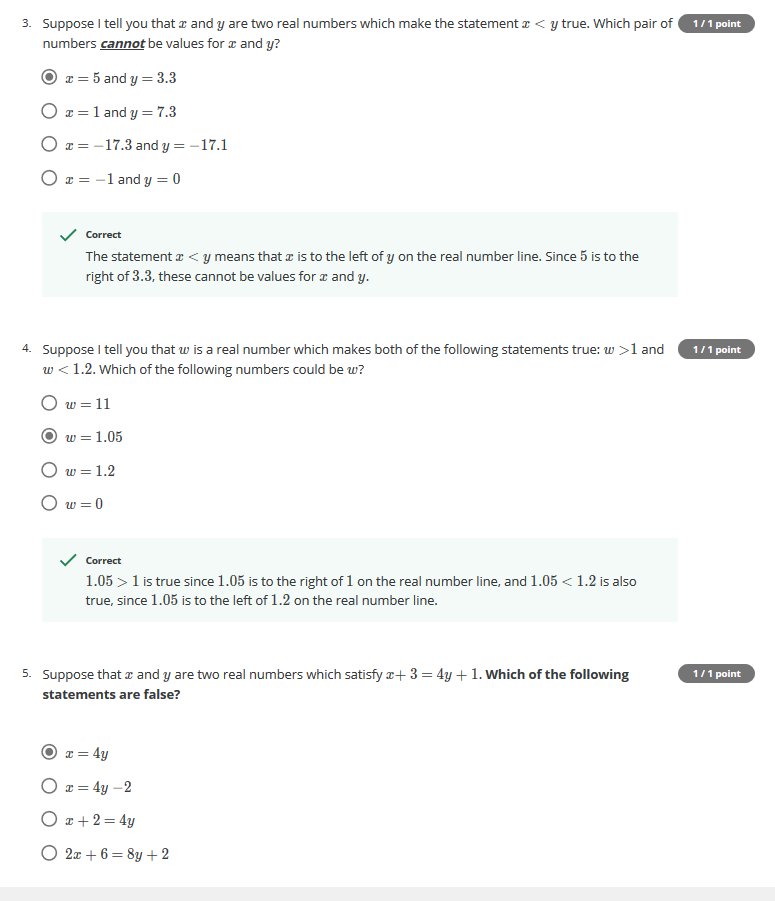 3. Suppose I tell you that x and y are two real numbers which make the statement x < y true. Which pair of 1 / 1 point
numbers cannot be values for x and y?
x = 5 and y = 3.3
x = 1 and y = 7.3
x = −17.3 and y = −17.1
x = −1 and y = 0
Correct
The statement x < y means that x is to the left of y on the real number line. Since 5 is to the
right of 3.3, these cannot be values for x and y.
4. Suppose I tell you that w is a real number which makes both of the following statements true: w >1 and 1 / 1 point
w < 1.2. Which of the following numbers could be w?
w = 11
w = 1.05
w = 1.2
w = 0
Correct
1.05 > 1 is true since 1.05 is to the right of 1 on the real number line, and 1.05 < 1.2 is also
true, since 1.05 is to the left of 1.2 on the real number line.
5. Suppose that x and y are two real numbers which satisfy x+ 3 = 4y + 1. Which of the following 1 / 1 point
statements are false?
x = 4y
x = 4y −2
x + 2 = 4y
2x + 6 = 8y + 2